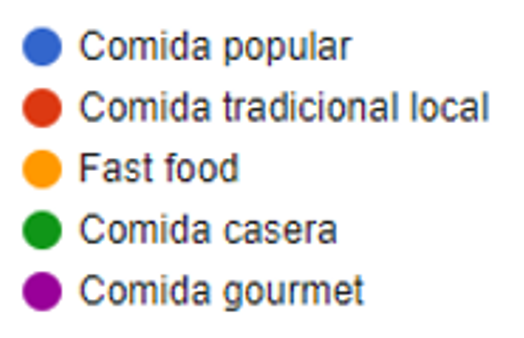 Comida popular
Comida tradicional local
Fast food
Comida casera
Comida gourmet